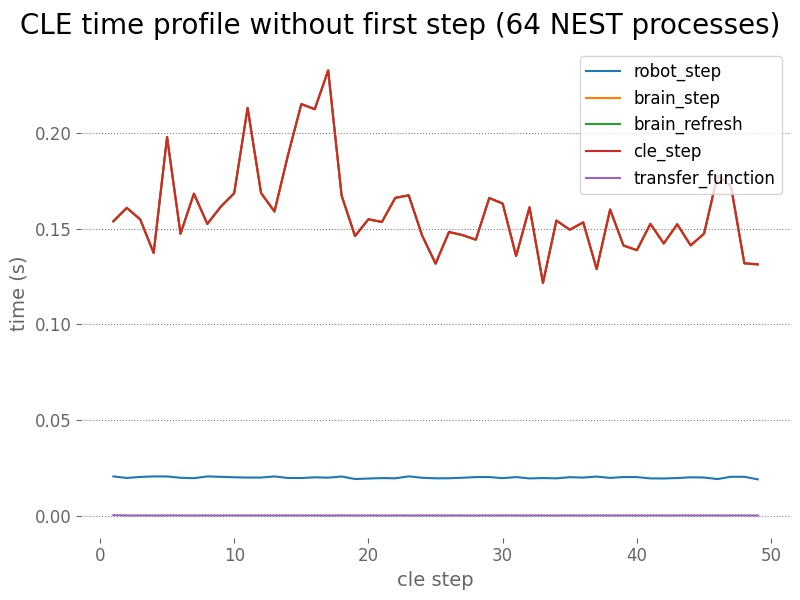 CLE time profile without first step (64 NEST processes)
robot_step
brain_step
brain_refresh
cle_step
transfer_function
time (s)
0.20
0.15
0.10
0.05
0.00
0 10 20 30 40 50
cle step